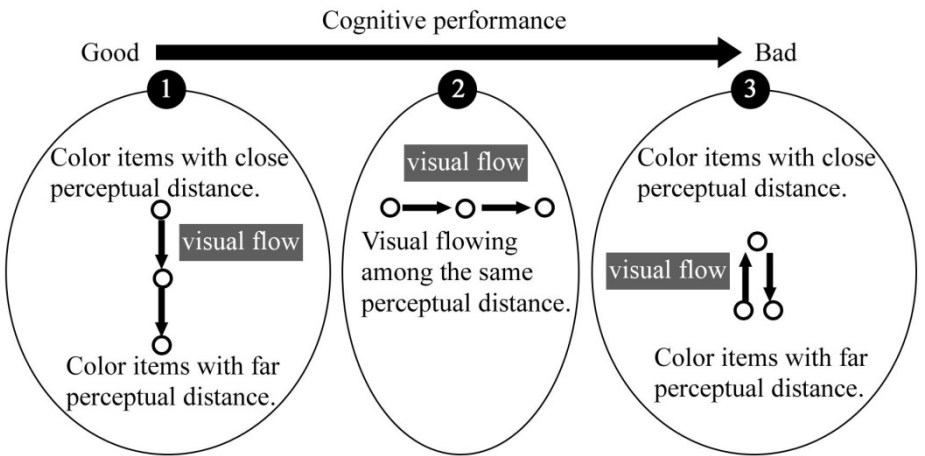 Cognitive performance
Good
Bad
1
2
3
Color items with close
perceptual distance.
visual flow
Color items with far
perceptual distance.
visual flow
Visual flowing
among the same
perceptual distance.
Color items with close
perceptual distance.
visual flow
Color items with far
perceptual distance.